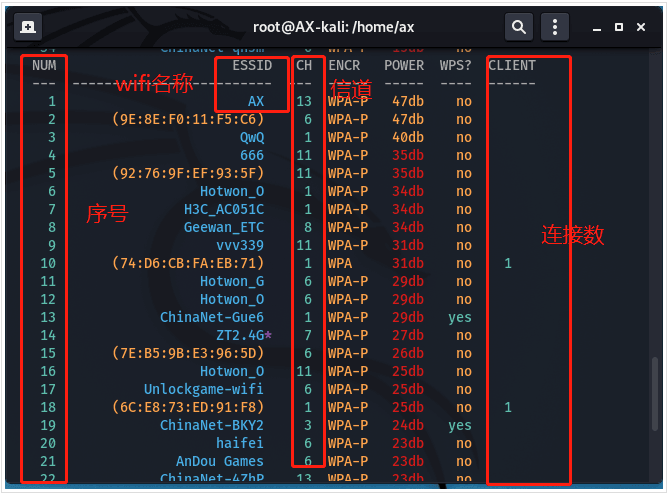 root@AX-kali: /home/ax
NUM ESSID CH ENCR POWER WPS? CLIENT
--- ------------------------- --- ----- ----- ---- ------
wifi名称
信道
1 AX 13 WPA-P 47db no
2 (9E:8E:F0:11:F5:C6) 6 WPA-P 47db no
3 QwQ 1 WPA-P 40db no
4 666 11 WPA-P 35db no
5 (92:76:9F:EF:93:5F) 11 WPA-P 35db no
6 Hotwon_O 1 WPA-P 34db no
7 H3C_AC051C 1 WPA-P 34db no
序号
8 Geewan_ETC 8 WPA-P 34db no
连接数
9 vvv339 11 WPA-P 31db no
10 (74:D6:CB:FA:EB:71) 1 WPA 31db no 1
11 Hotwon_G 6 WPA-P 29db no
12 Hotwon_O 6 WPA-P 29db no
13 ChinaNet-Gue6 1 WPA-P 29db yes
14 ZT2.4G* 7 WPA-P 27db no
15 (7E:B5:9B:E3:96:5D) 6 WPA-P 26db no
16 Hotwon_O 11 WPA-P 25db no
17 Unlockgame-wifi 6 WPA-P 25db no
18 (6C:E8:73:ED:91:F8) 1 WPA-P 25db no 1
19 ChinaNet-BKY2 3 WPA-P 24db yes
20 haifei 6 WPA-P 23db no
21 AnDou Games 6 WPA-P 23db no
22 ChinaNet-4ZhP 13 WPA-P 23db no